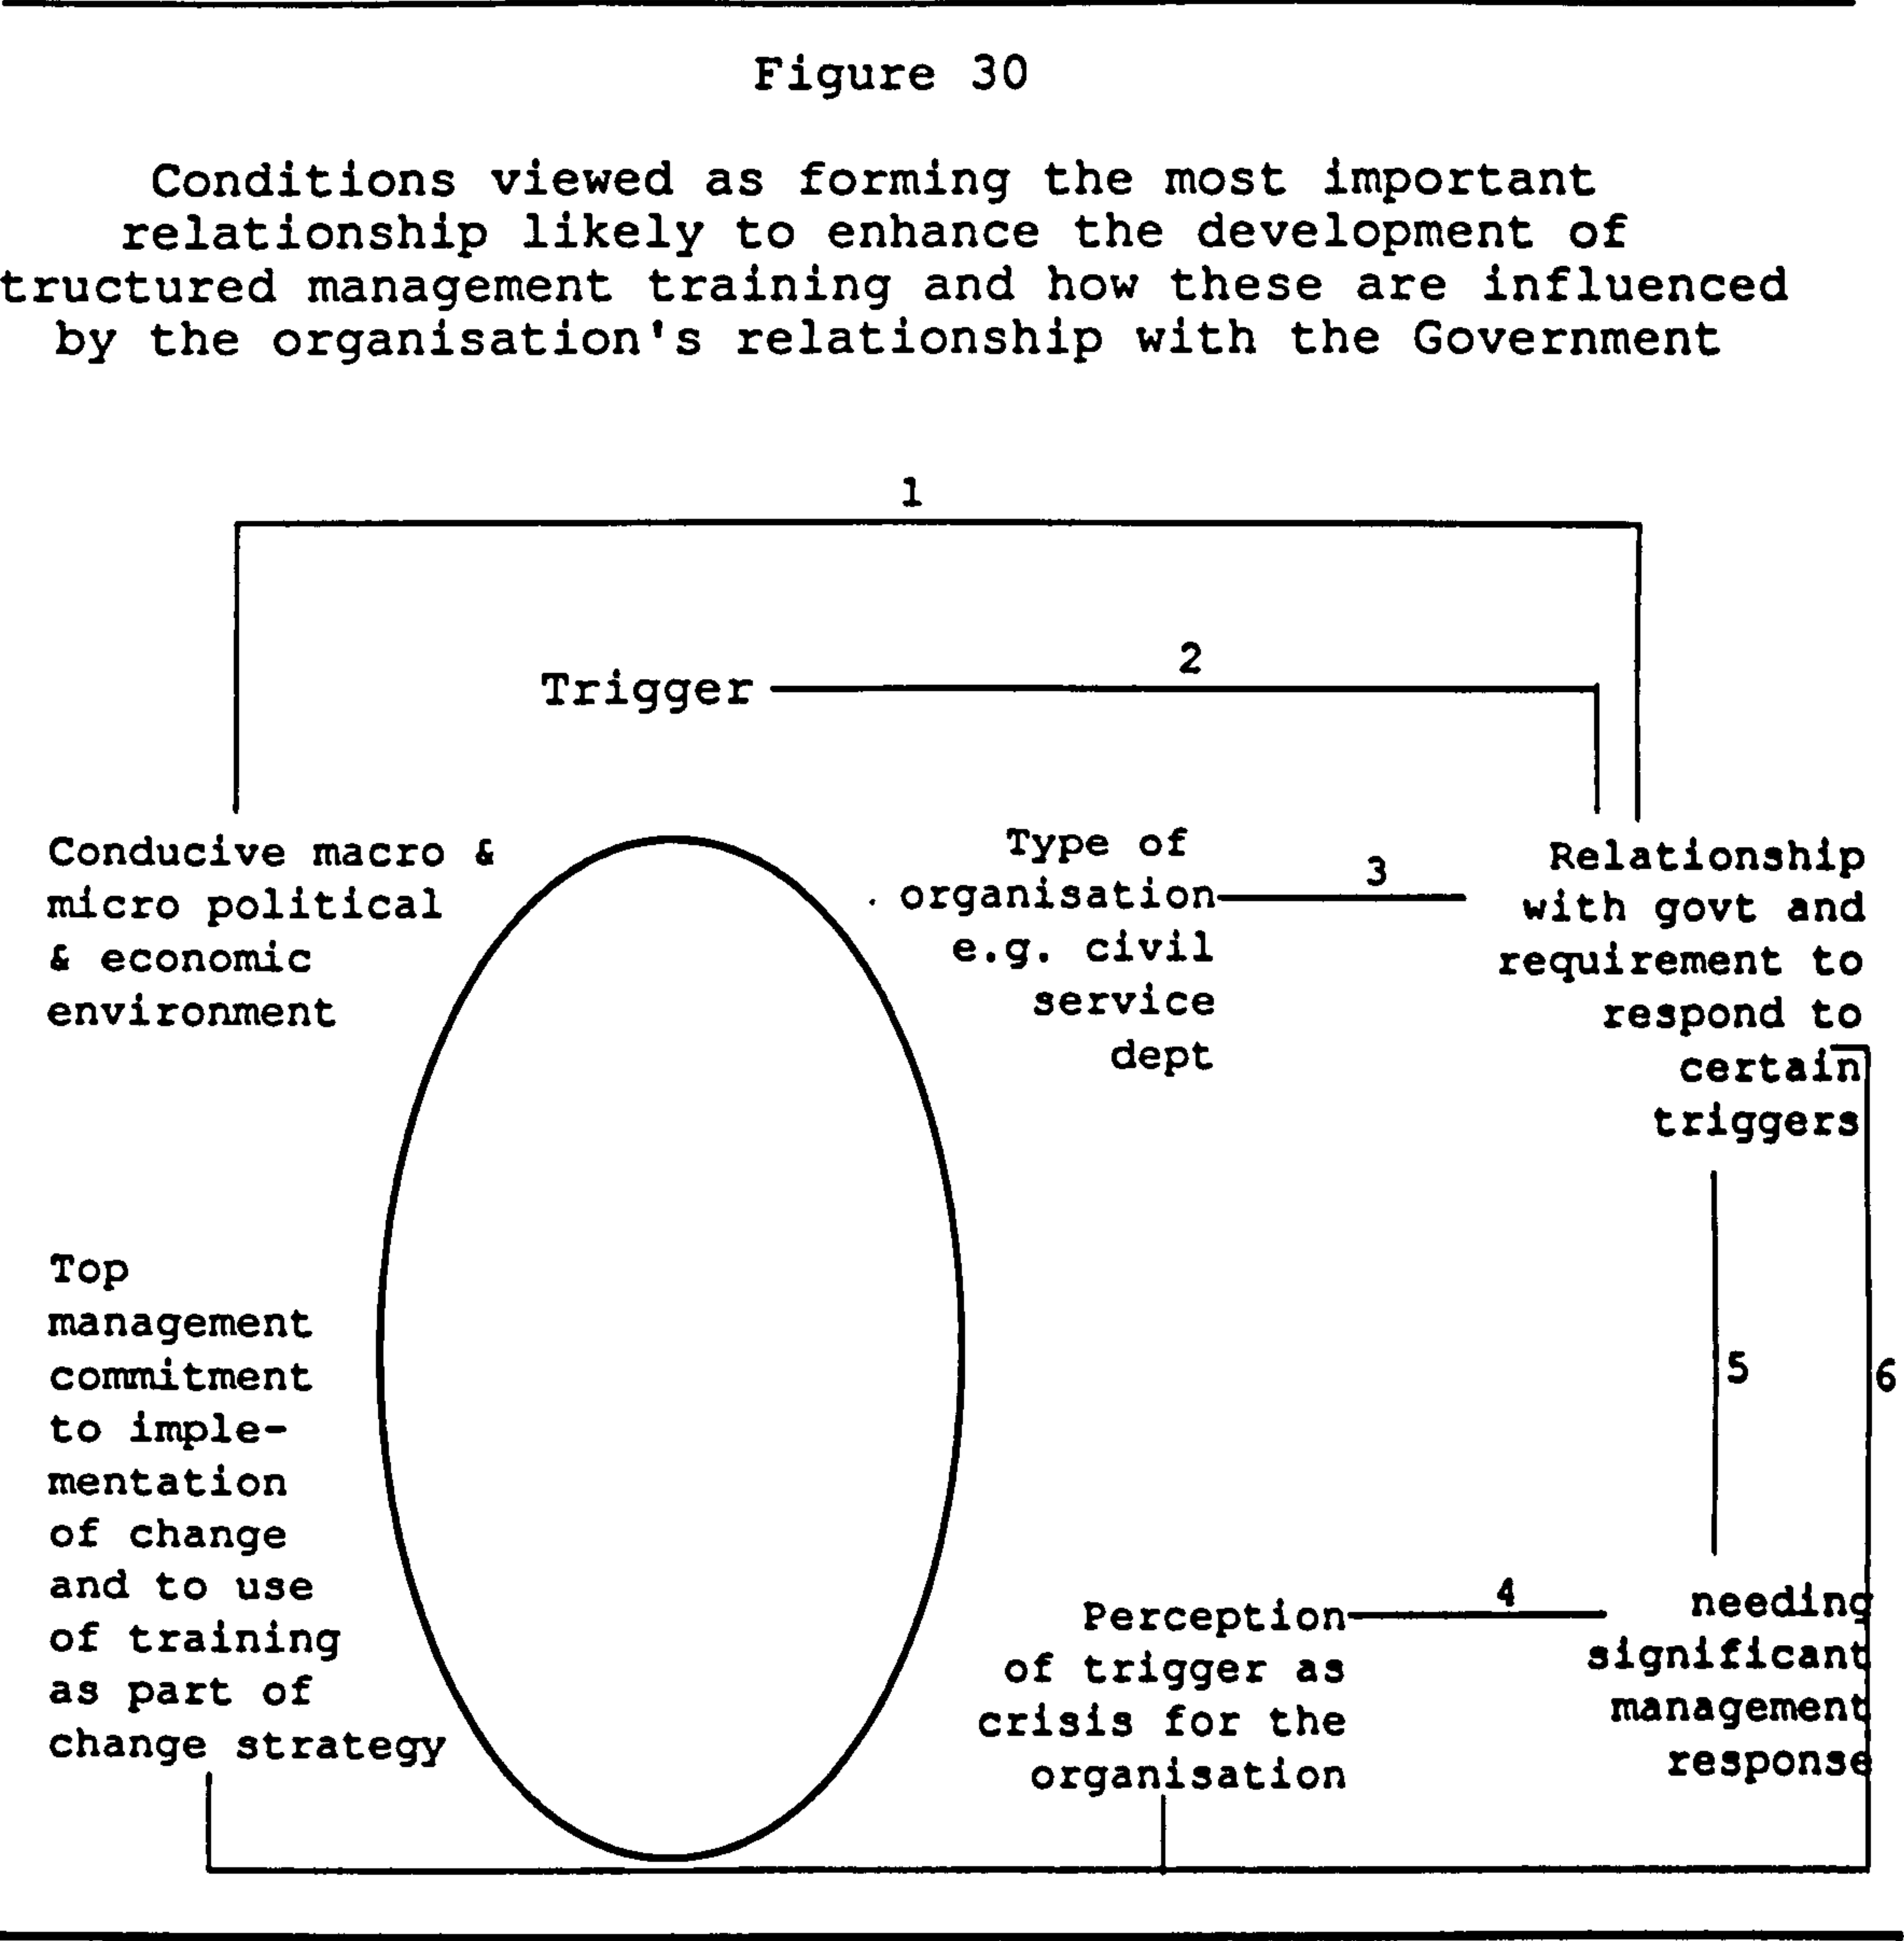 Figure 30
Conditions viewed as forming the most important
relationship likely to enhance the development of
tructured management training and how these are influenced
by the organisation's relationship with the Government
1
2
Trigger
Conducive macro &
micro political
& economic
environment
Type of
organisation
e.g. civil
service
dept
3
Relationship
with govt and
requirement to
respond to
certain
triggers
Top
management
commitment
to imple-
mentation
of change
and to use
of training
as part of
change strategy
5
6
Perception
of trigger as
crisis for the
organisation
4
needing
significant
management
response